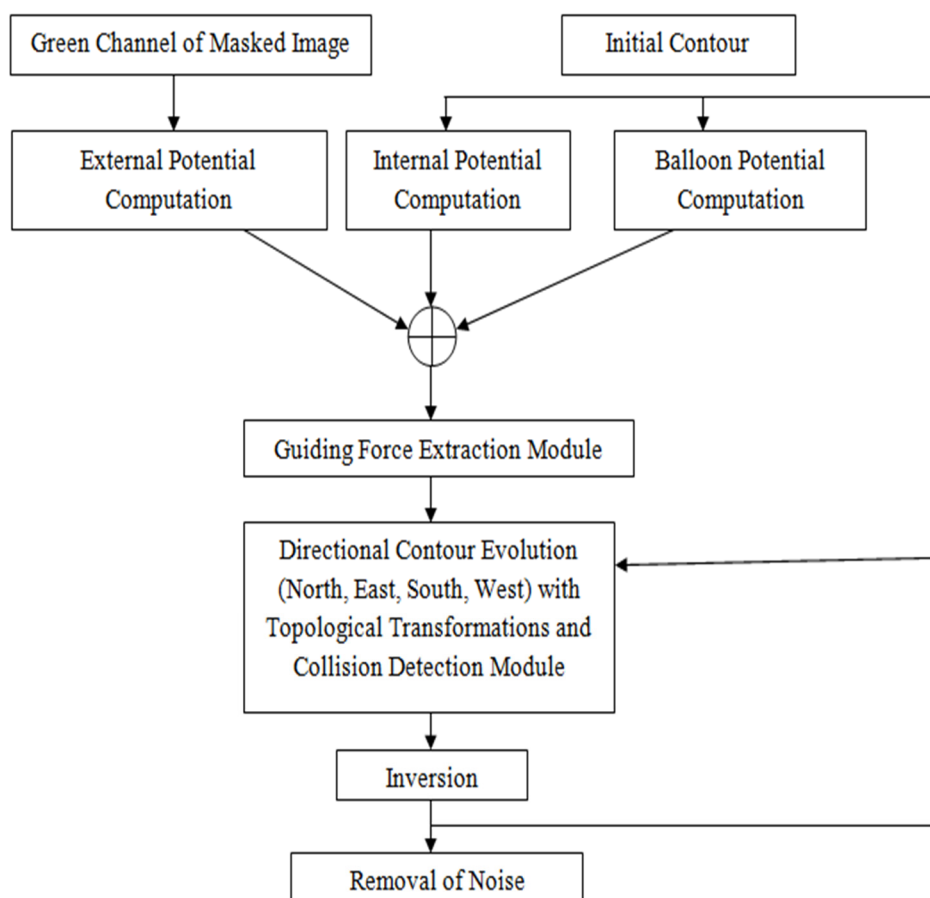 Green Channel of Masked Image
Initial Contour
External Potential
Computation
Internal Potential
Computation
Balloon Potential
Computation
Guiding Force Extraction Module
Directional Contour Evolution
(North, East, South, West) with
Topological Transformations and
Collision Detection Module
Inversion
Removal of Noise